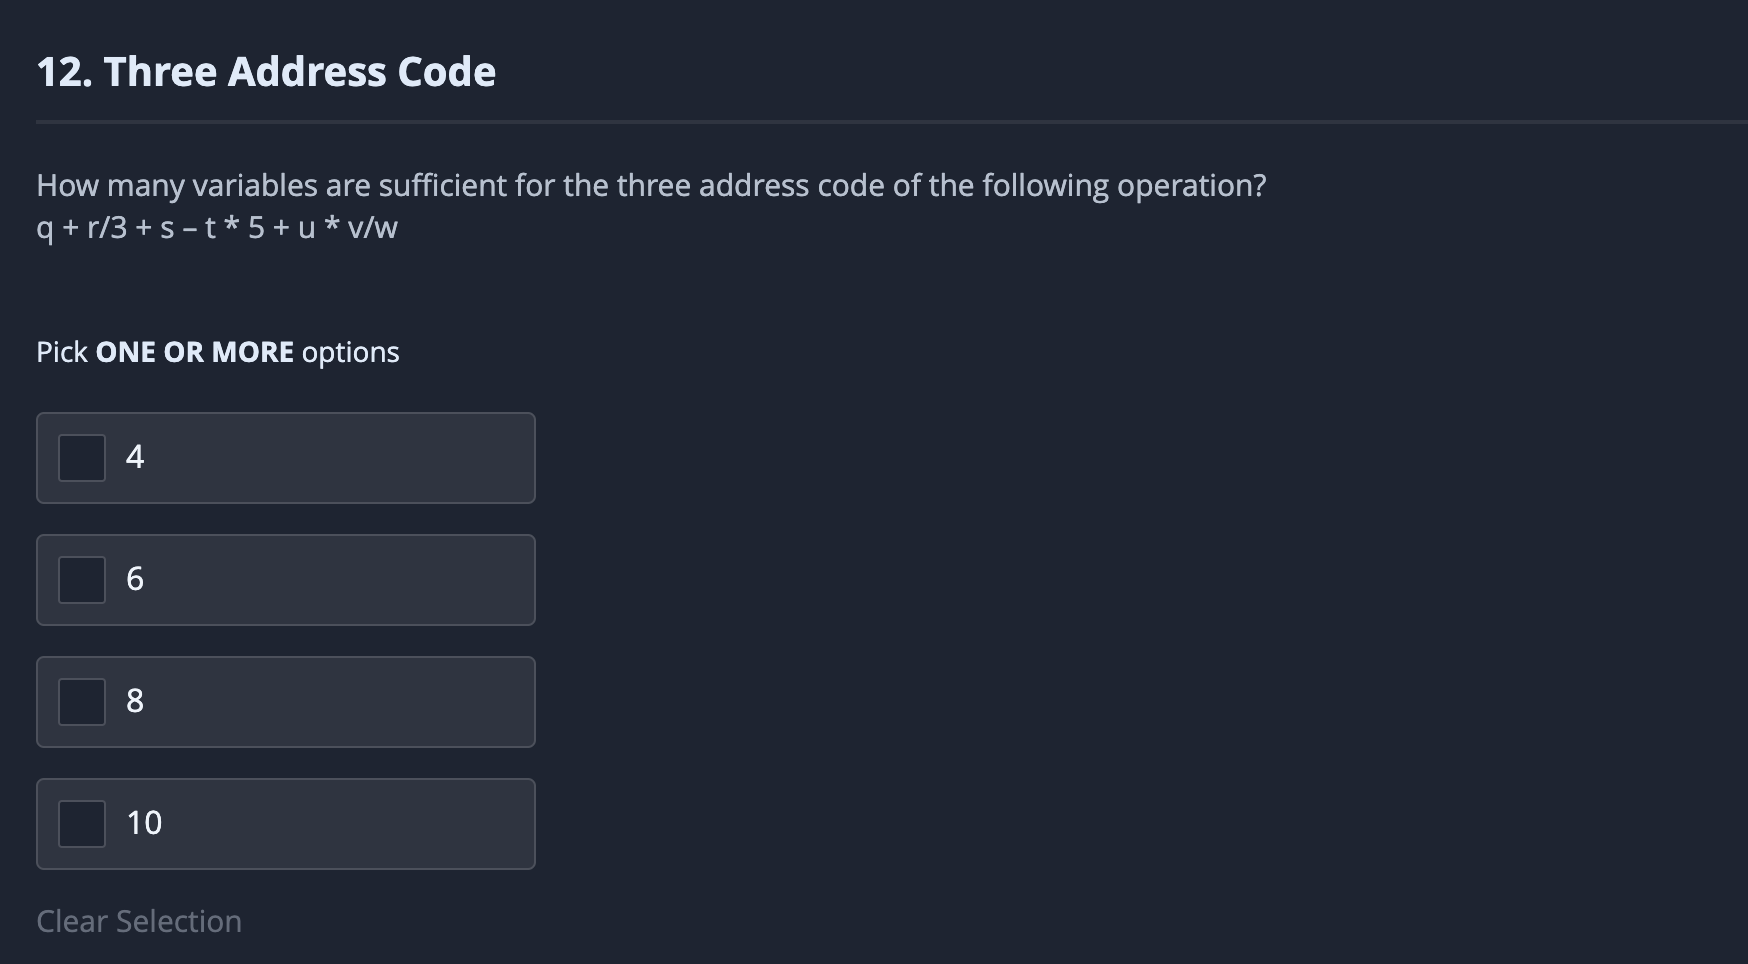 12. Three Address Code
How many variables are sufficient for the three address code of the following operation?
q + r/3 + s – t * 5 + u * v/w
Pick ONE OR MORE options
4
6
8
10
Clear Selection